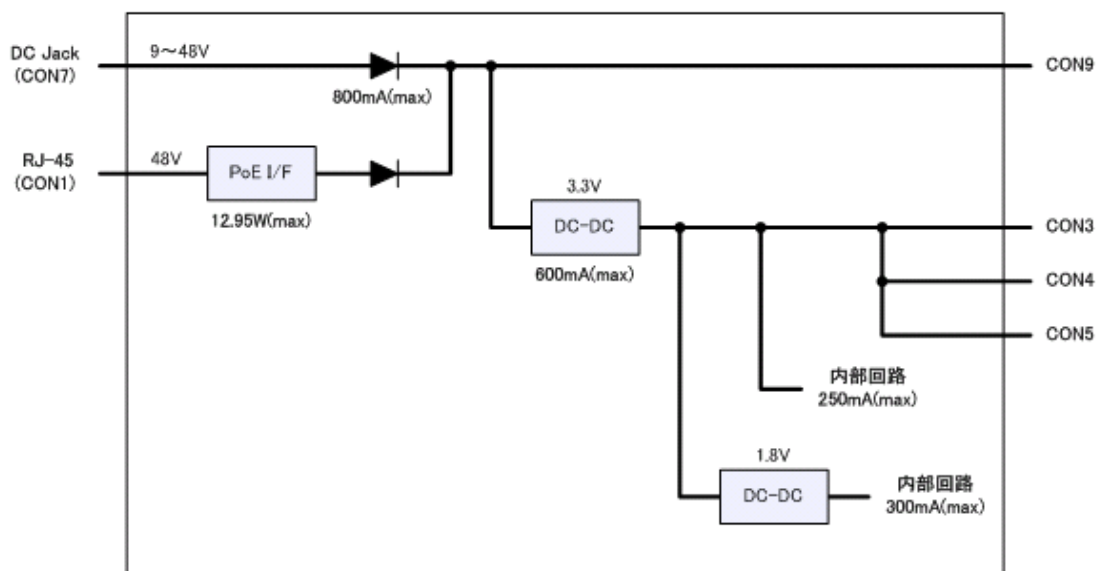 DC Jack
(CON7)
9～48V
800mA(max)
CON9
RJ-45
(CON1)
48V
PoE I/F
12.95W(max)
3.3V
DC-DC
600mA(max)
CON3
CON4
CON5
内部回路
250mA(max)
1.8V
DC-DC
内部回路
300mA(max)